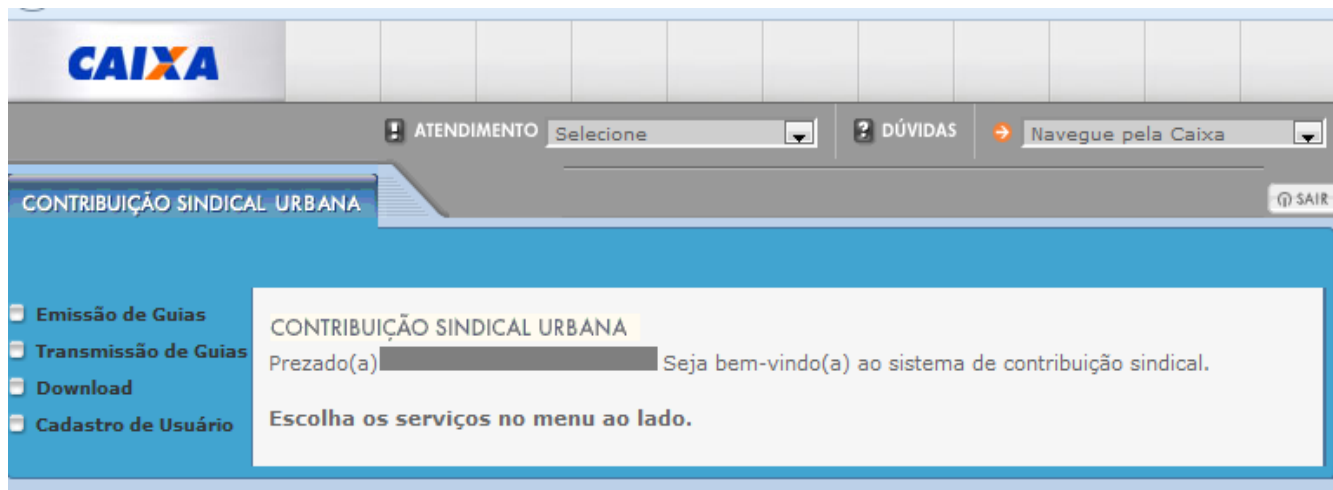 CAIXA
ATENDIMENTO Selecione DÚVIDAS Navegue pela Caixa
CONTRIBUIÇÃO SINDICAL URBANA SAIR
Emissão de Guias
Transmissão de Guias
Download
Cadastro de Usuário
CONTRIBUIÇÃO SINDICAL URBANA
Prezado(a) Seja bem-vindo(a) ao sistema de contribuição sindical.
Escolha os serviços no menu ao lado.